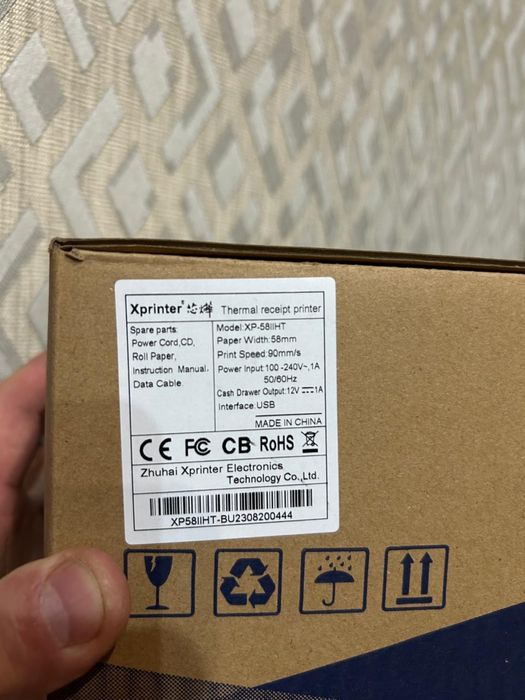 Xprinter® 芯烨 Thermal receipt printer
Spare parts:
Power Cord,CD,
Roll Paper,
Instruction Manual.
Data Cable
Model:XP-58IIHT
Paper Width:58mm
Print Speed:90mm/s
Power Input:100 -240V~,1A
50/60Hz
Cash Drawer Output:12V ⎓1A
Interface:USB
MADE IN CHINA
CE FC CB RoHS
Zhuhai Xprinter Electronics
Technology Co.,Ltd.
XP58IIHT-BU2308200444